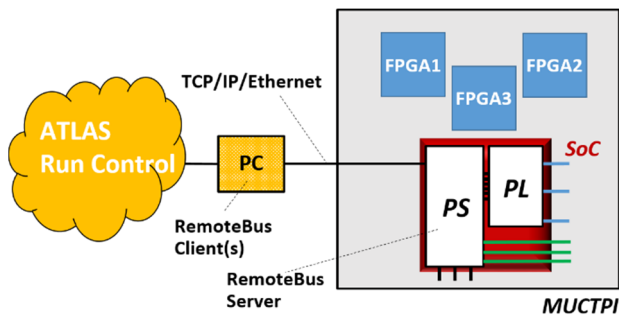 FPGA1
FPGA2
FPGA3
TCP/IP/Ethernet
ATLAS
Run Control
PC
SoC
PS
PL
RemoteBus
Client(s)
RemoteBus
Server
MUCTPI